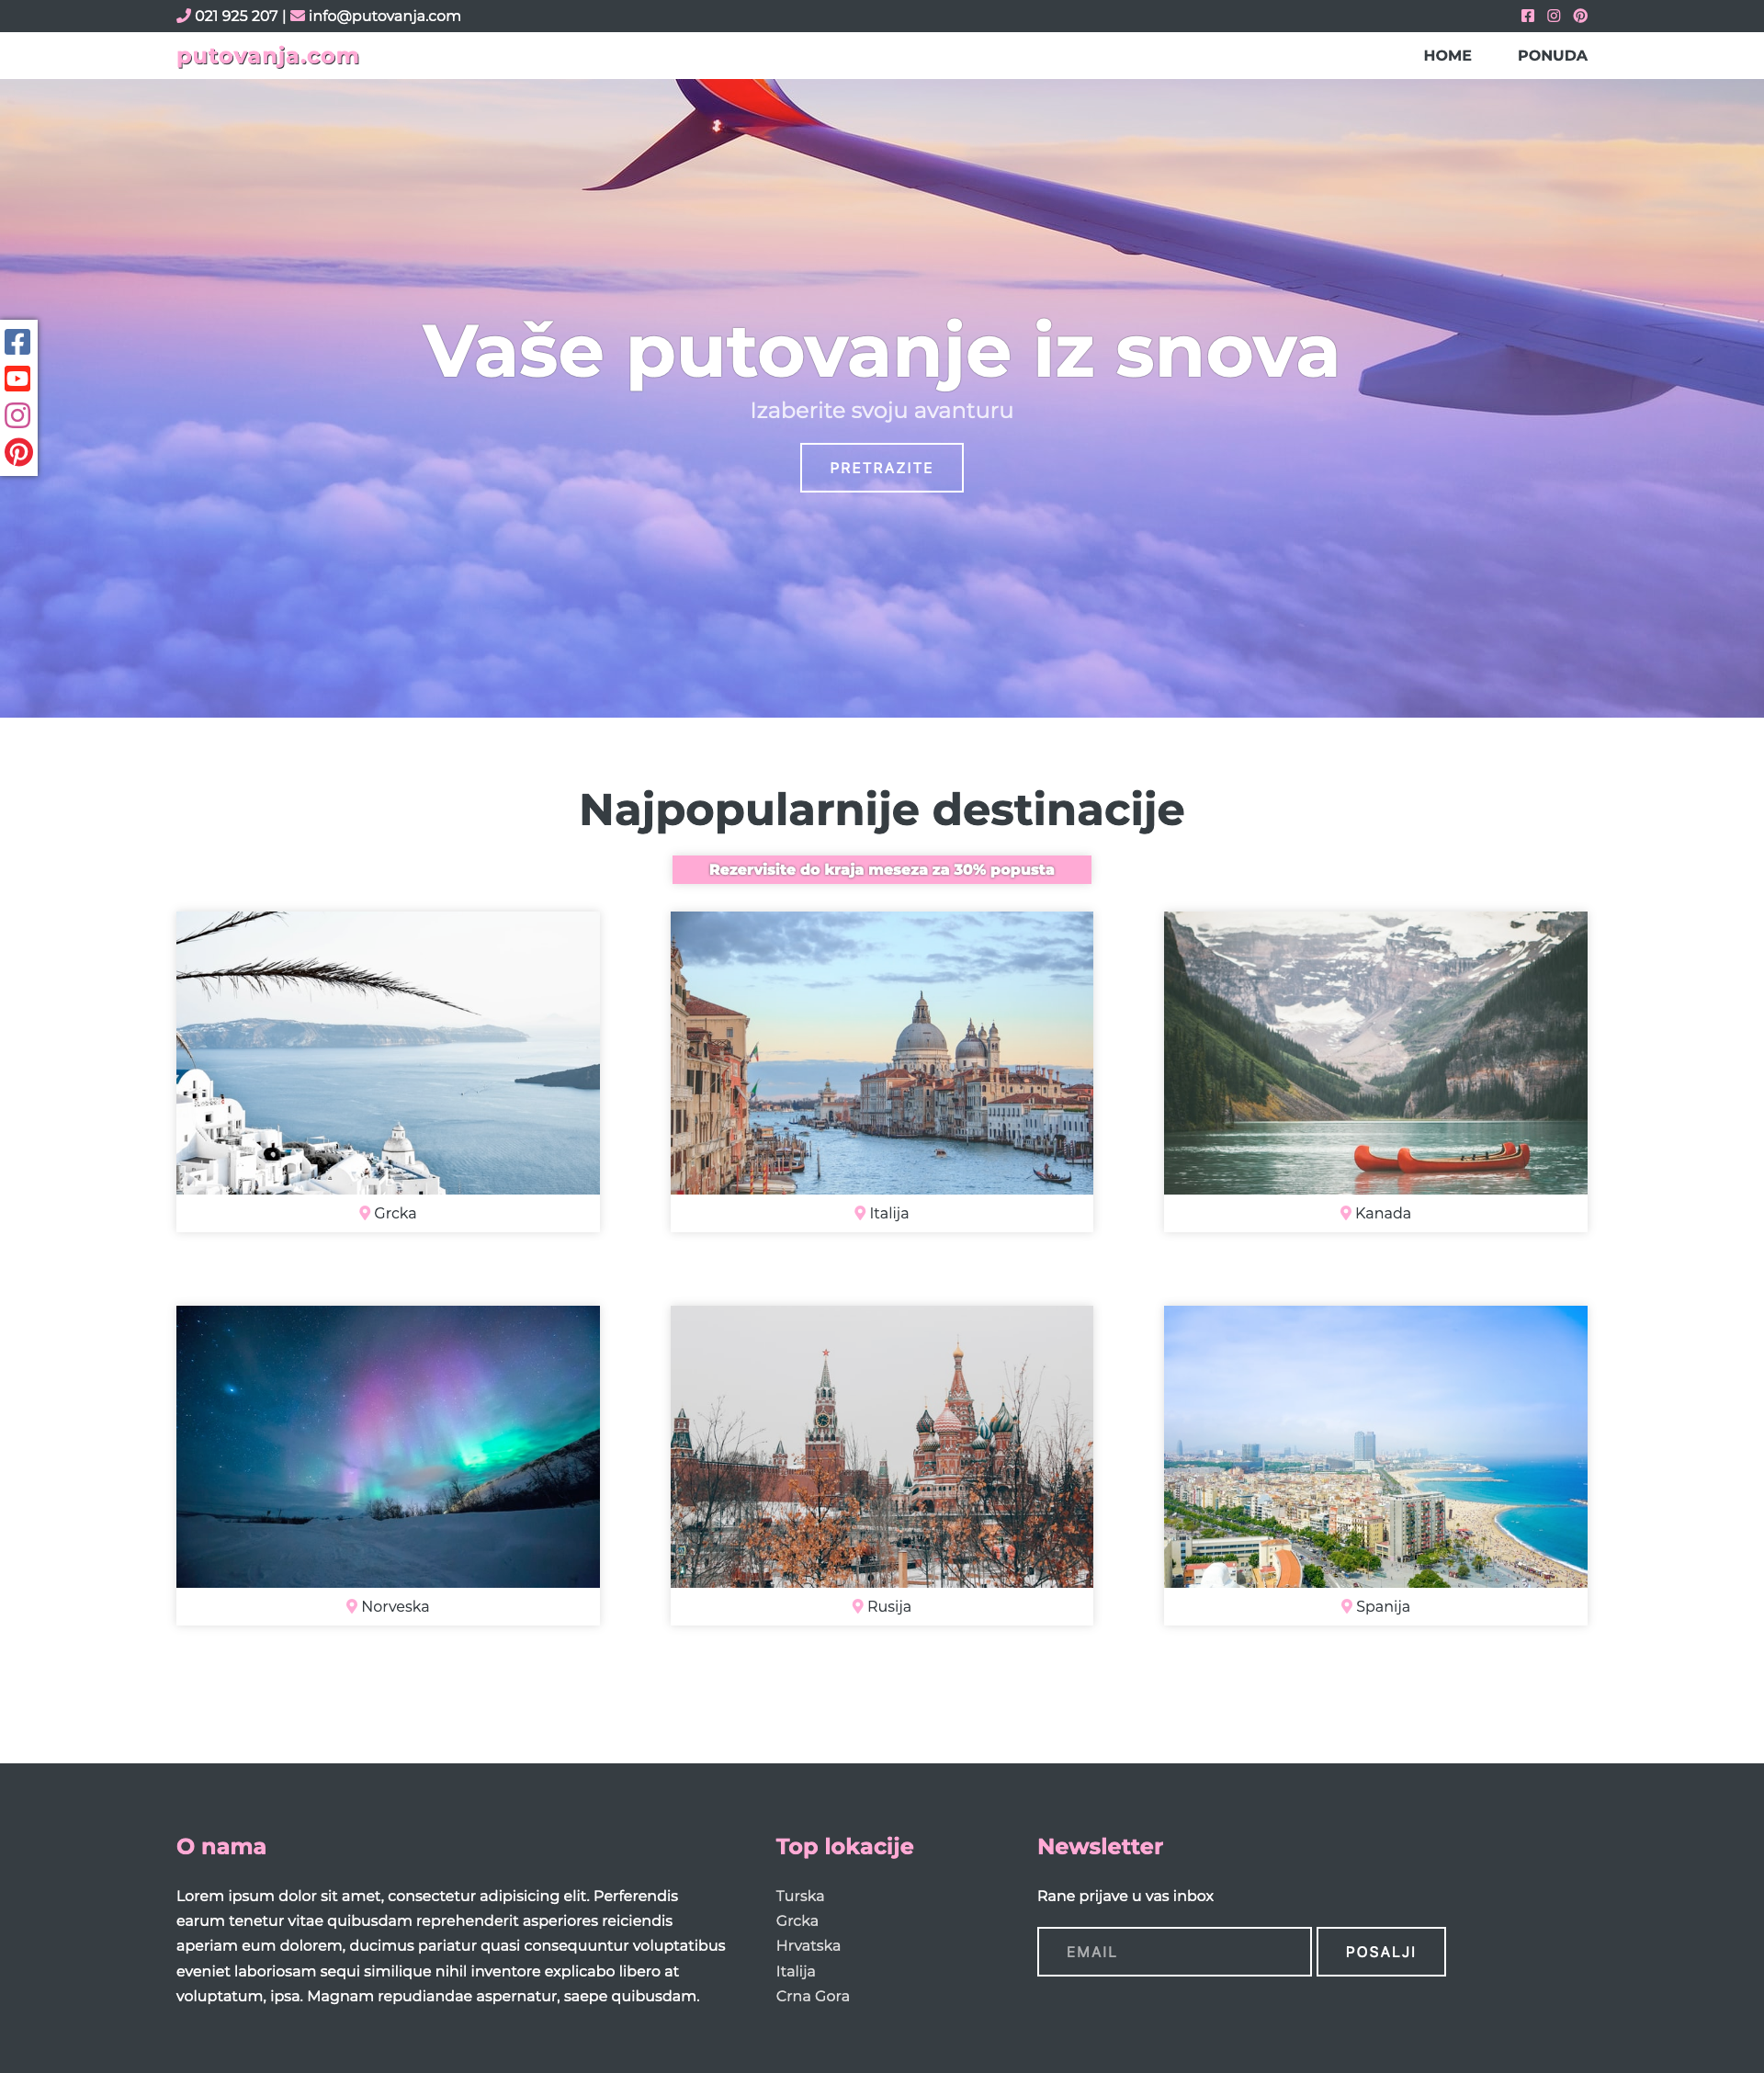 021 925 207 | info@putovanja.com
putovanja.com
HOME PONUDA
Vaše putovanje iz snova
Izaberite svoju avanturu
PRETRAZITE
Najpopularnije destinacije
Rezervisite do kraja meseza za 30% popusta
Grcka
Italija
Kanada
Norveska
Rusija
Spanija
O nama
Lorem ipsum dolor sit amet, consectetur adipisicing elit. Perferendis
earum tenetur vitae quibusdam reprehenderit asperiores reiciendis
aperiam eum dolorem, ducimus pariatur quasi consequuntur voluptatibus
eveniet laboriosam sequi similique nihil inventore explicabo libero at
voluptatum, ipsa. Magnam repudiandae aspernatur, saepe quibusdam.
Top lokacije
Turska
Grcka
Hrvatska
Italija
Crna Gora
Newsletter
Rane prijave u vas inbox
EMAIL
POSALJI